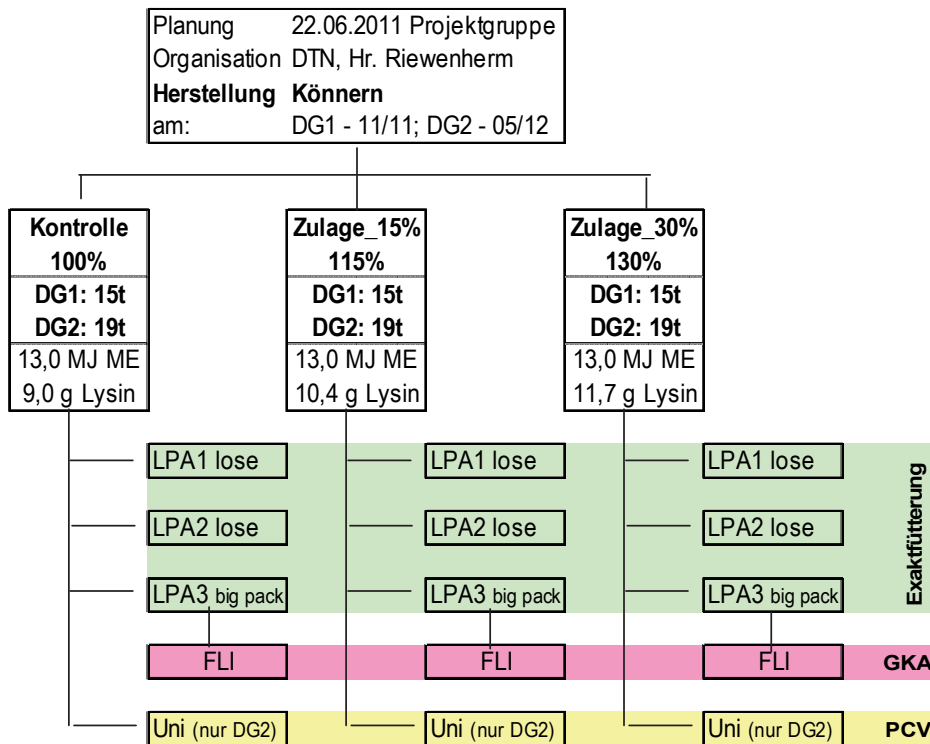 Planung 22.06.2011 Projektgruppe
Organisation DTN, Hr. Riewenherm
Herstellung Könnern
am: DG1 - 11/11; DG2 - 05/12
Kontrolle
100%
DG1: 15t
DG2: 19t
13,0 MJ ME
9,0 g Lysin
Zulage_15%
115%
DG1: 15t
DG2: 19t
13,0 MJ ME
10,4 g Lysin
Zulage_30%
130%
DG1: 15t
DG2: 19t
13,0 MJ ME
11,7 g Lysin
LPA1 lose LPA1 lose LPA1 lose
LPA2 lose LPA2 lose LPA2 lose
LPA3 big pack LPA3 big pack LPA3 big pack
Exaktfütterung
FLI FLI FLI GKA
Uni (nur DG2) Uni (nur DG2) Uni (nur DG2) PCV